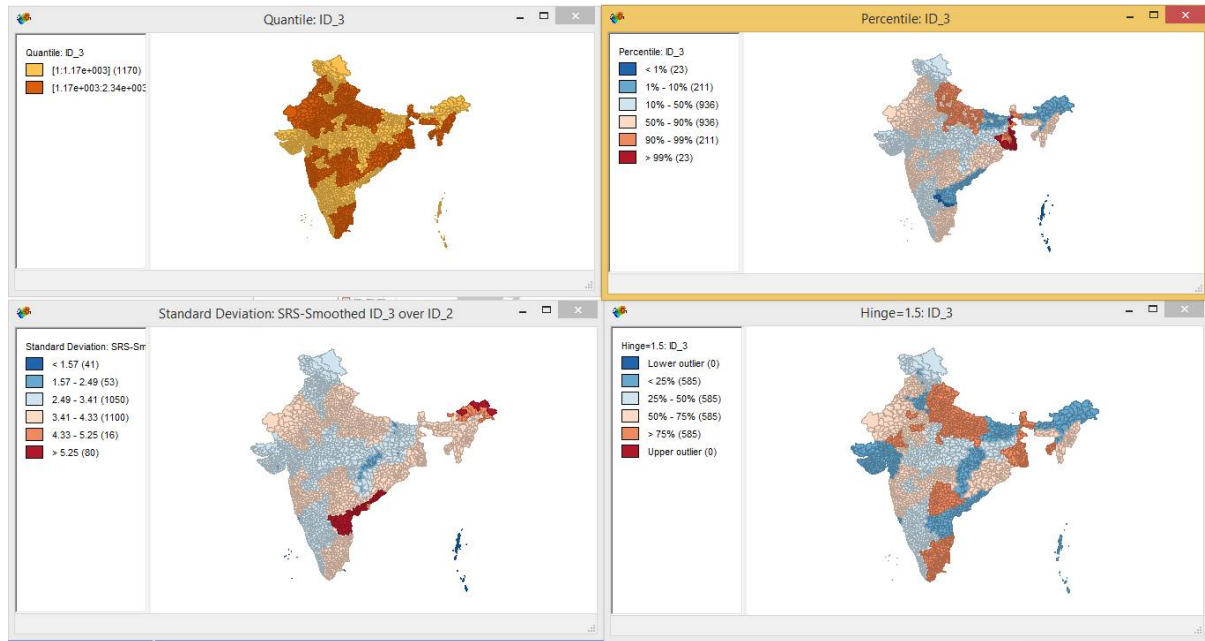 Quantile: ID_3
Quantile: ID_3
[1:1.17e+003] (1170)
[1.17e+003:2.34e+003
Percentile: ID_3
Percentile: ID_3
< 1% (23)
1% - 10% (211)
10% - 50% (936)
50% - 90% (936)
90% - 99% (211)
> 99% (23)
Standard Deviation: SRS-Smoothed ID_3 over ID_2
Standard Deviation: SRS-Sm
< 1.57 (41)
1.57 - 2.49 (53)
2.49 - 3.41 (1050)
3.41 - 4.33 (1100)
4.33 - 5.25 (16)
> 5.25 (80)
Hinge=1.5: ID_3
Hinge=1.5: ID_3
Lower outlier (0)
< 25% (585)
25% - 50% (585)
50% - 75% (585)
> 75% (585)
Upper outlier (0)